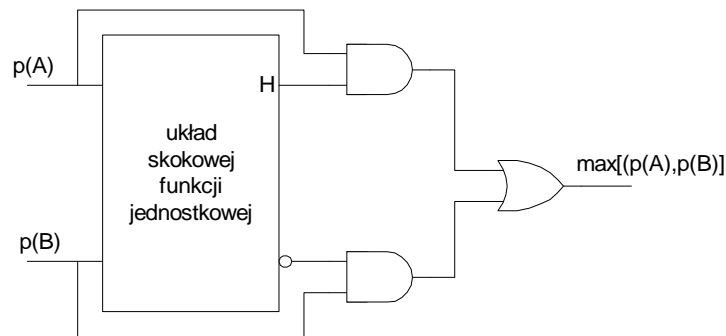 p(A)
H
układ
skokowej
funkcji
jednostkowej
max[(p(A),p(B)]
p(B)